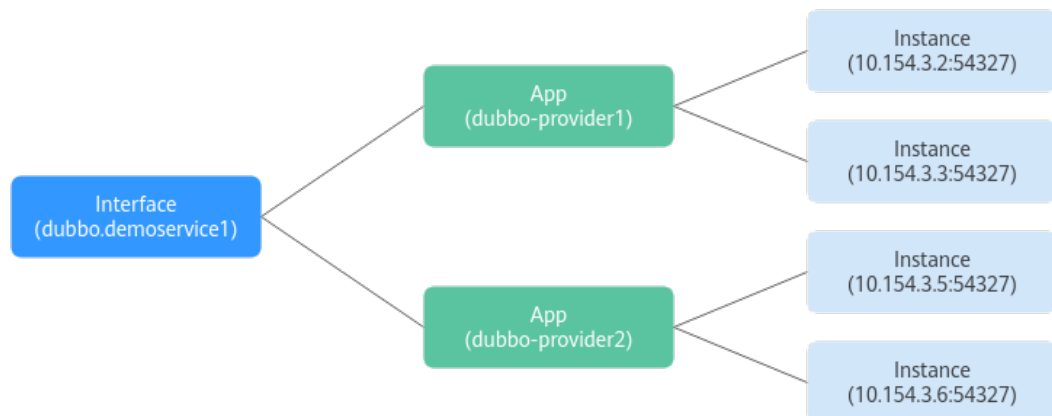 Interface
(dubbo.demoservice1)
App
(dubbo-provider1)
Instance
(10.154.3.2:54327)
Instance
(10.154.3.3:54327)
App
(dubbo-provider2)
Instance
(10.154.3.5:54327)
Instance
(10.154.3.6:54327)